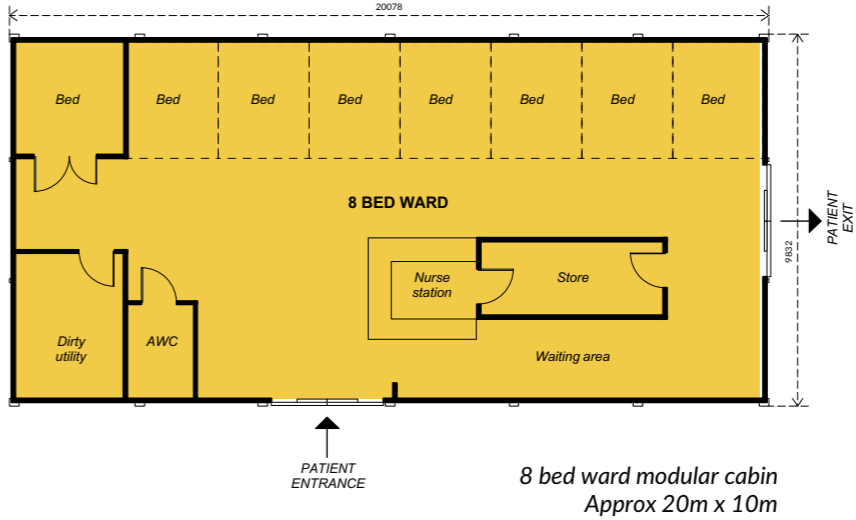 20078
Bed
Bed
Bed
Bed
Bed
Bed
Bed
Bed
8 BED WARD
PATIENT
EXIT
9832
Nurse
station
Store
Dirty
utility
AWC
Waiting area
PATIENT
ENTRANCE
8 bed ward modular cabin
Approx 20m x 10m